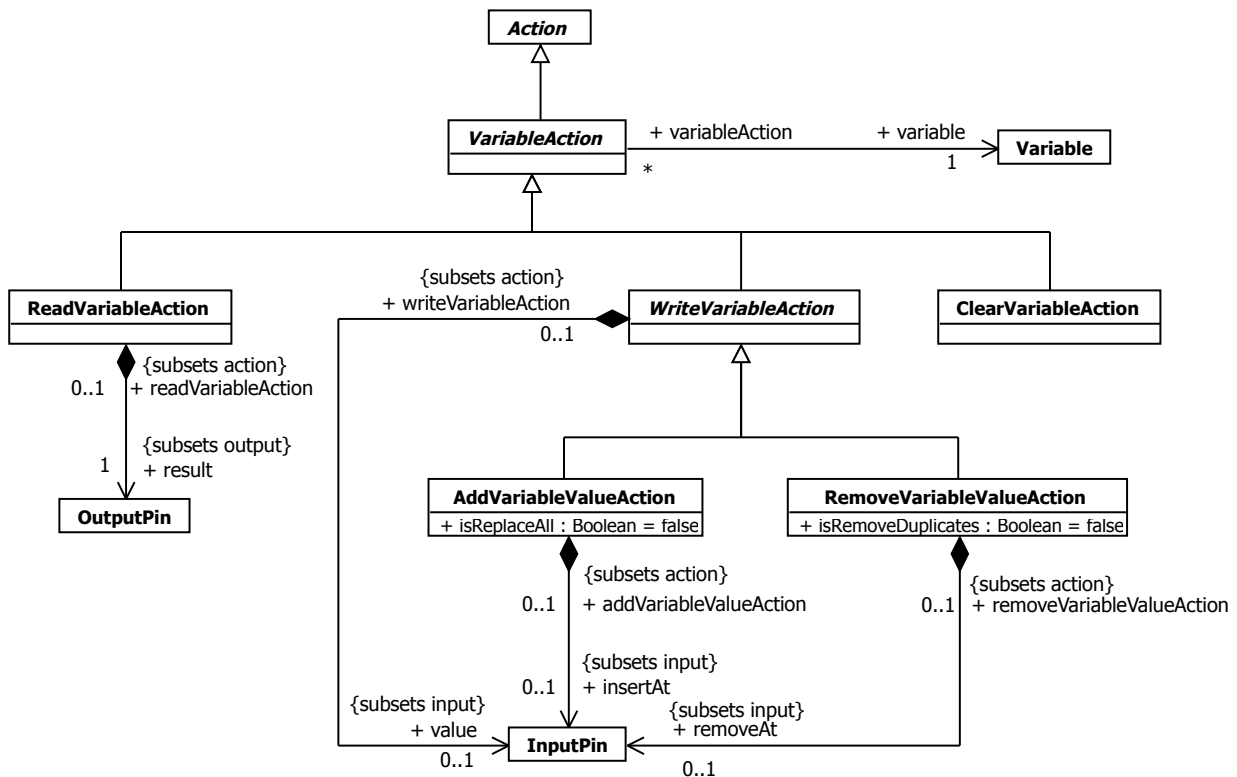 Action
VariableAction
+ variableAction
+ variable
*
1
Variable
{subsets action}
+ writeVariableAction
0..1
ReadVariableAction
WriteVariableAction
ClearVariableAction
{subsets action}
0..1
+ readVariableAction
{subsets output}
1
+ result
OutputPin
AddVariableValueAction
+ isReplaceAll : Boolean = false
RemoveVariableValueAction
+ isRemoveDuplicates : Boolean = false
{subsets action}
0..1
+ addVariableValueAction
{subsets action}
0..1
+ removeVariableValueAction
{subsets input}
0..1
+ insertAt
{subsets input}
+ value
0..1
InputPin
{subsets input}
+ removeAt
0..1